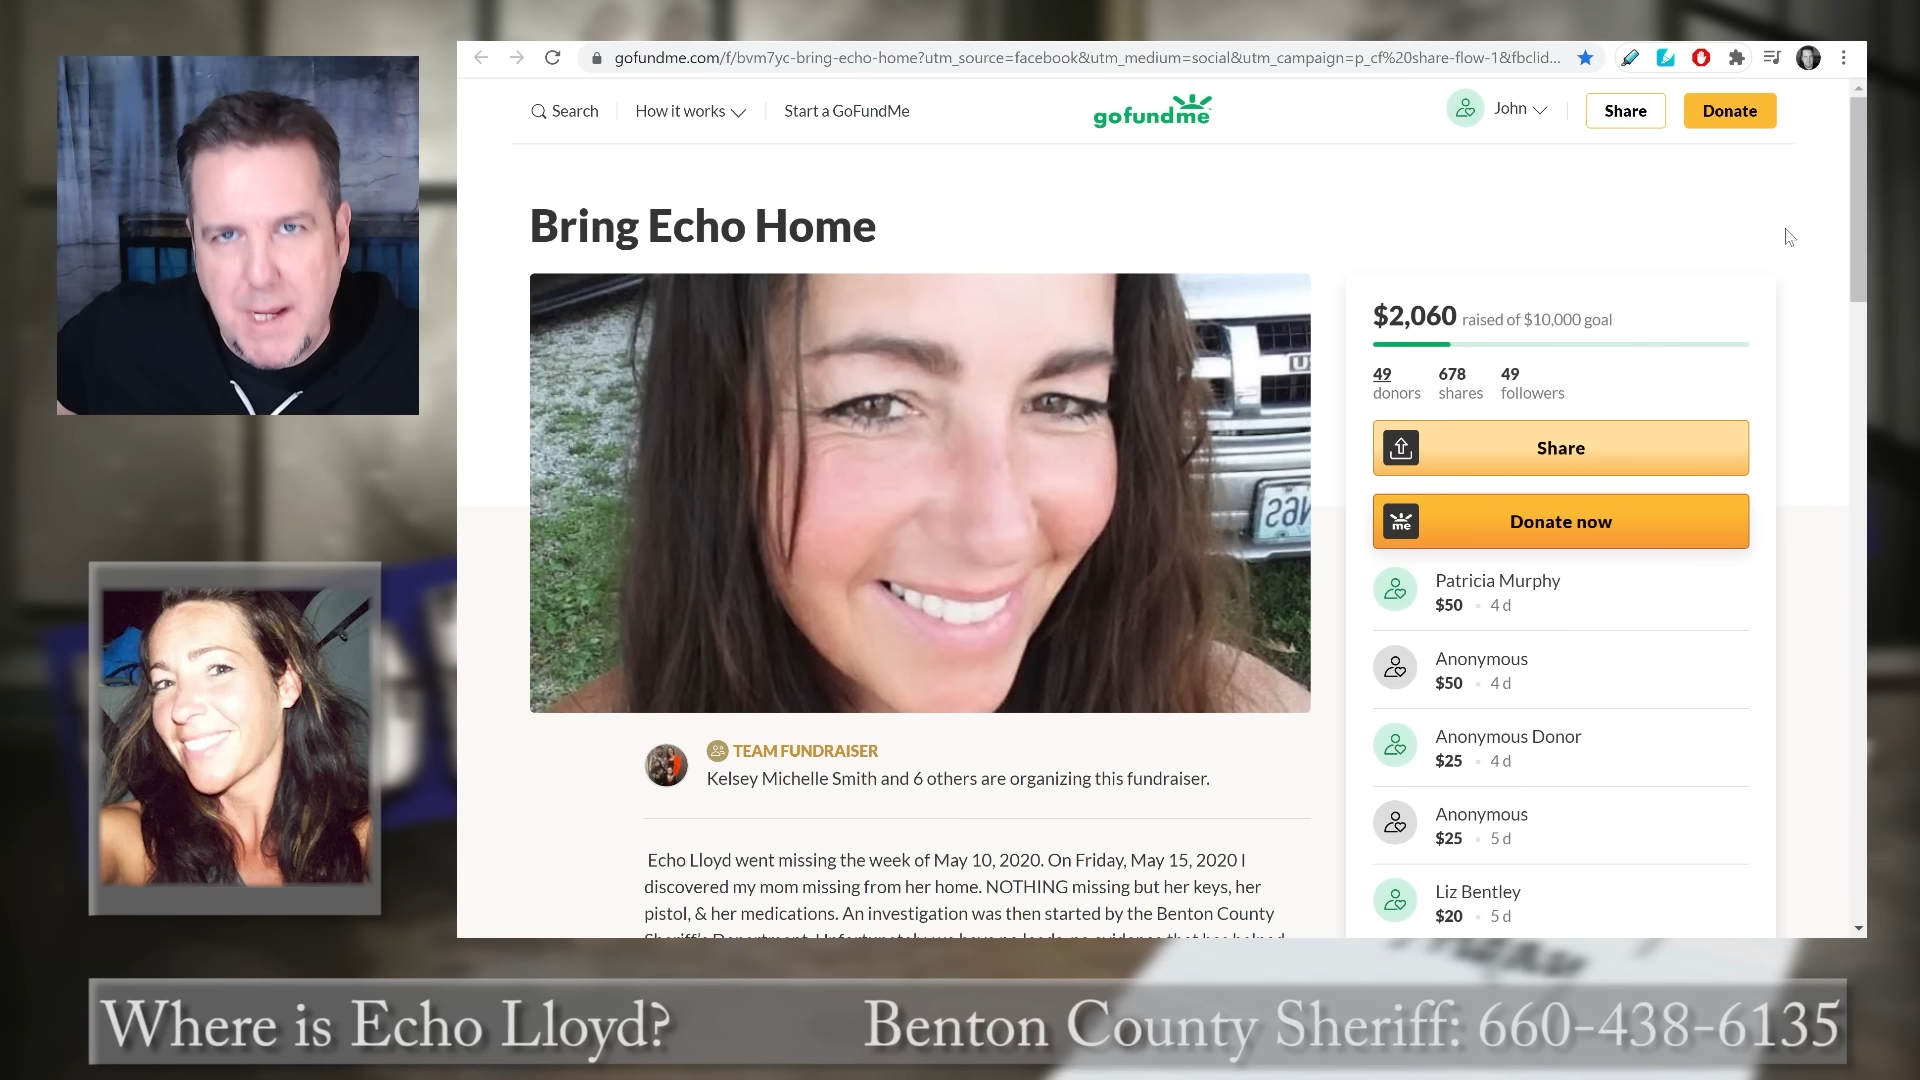 gofundme.com/f/bvm7yc-bring-echo-home?utm_source=facebook&utm_medium=social&utm_campaign=p_cf%20share-flow-1&fbclid...
Search
How it works
Start a GoFundMe
gofundme
John
Share
Donate
Bring Echo Home
$2,060 raised of $10,000 goal
49 678 49
donors shares followers
Share
me
Donate now
Patricia Murphy
$50 • 4 d
Anonymous
$50 • 4 d
Anonymous Donor
$25 • 4 d
Anonymous
$25 • 5 d
Liz Bentley
$20 • 5 d
TEAM FUNDRAISER
Kelsey Michelle Smith and 6 others are organizing this fundraiser.
Echo Lloyd went missing the week of May 10, 2020. On Friday, May 15, 2020 I
discovered my mom missing from her home. NOTHING missing but her keys, her
pistol, & her medications. An investigation was then started by the Benton County
Where is Echo Lloyd?
Benton County Sheriff: 660-438-6135